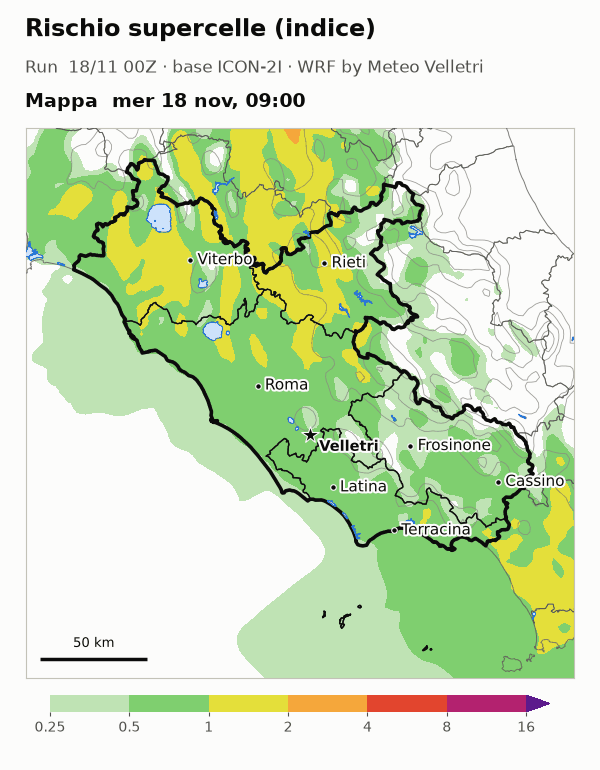 Rischio supercelle (indice)
Run  18/11 00Z · base ICON-2I · WRF by Meteo Velletri
Mappa  mer 18 nov, 09:00
Viterbo
Rieti
Roma
Velletri
Frosinone
Cassino
Latina
Terracina
50 km
0.25 0.5 1 2 4 8 16